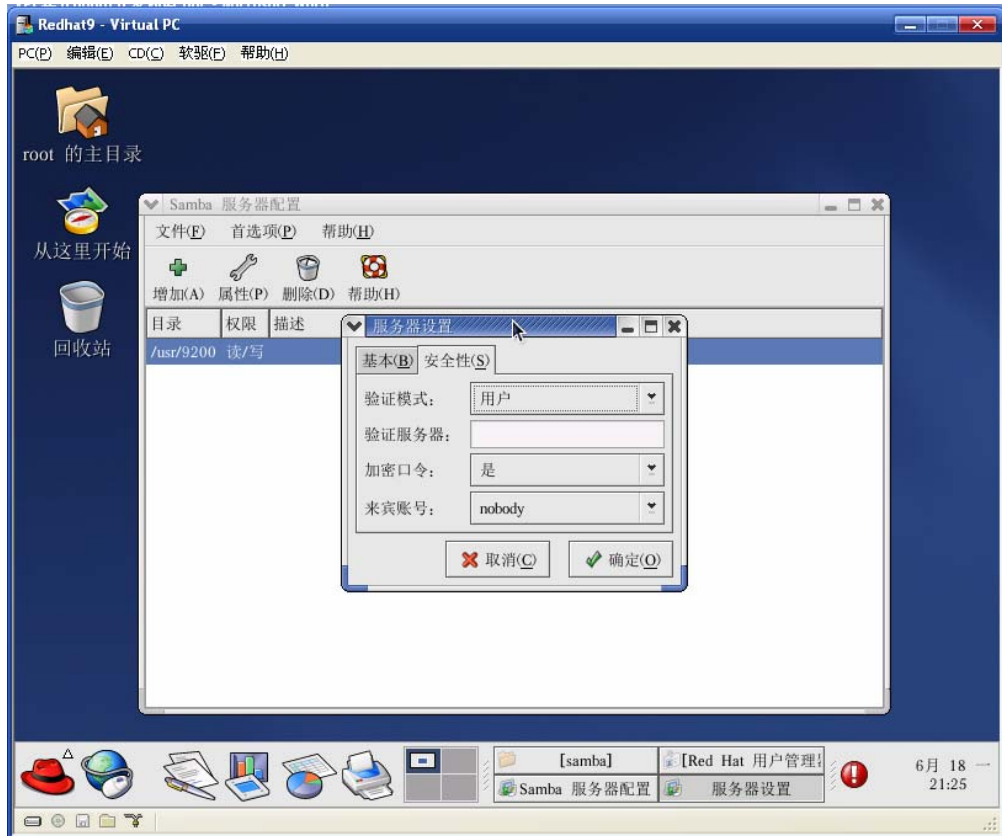 Redhat9 - Virtual PC
PC(P) 编辑(E) CD(C) 软驱(F) 帮助(H)
root 的主目录
从这里开始
回收站
Samba 服务器配置
文件(F) 首选项(P) 帮助(H)
增加(A) 属性(P) 删除(D) 帮助(H)
目录 权限 描述
/usr/9200 读/写
服务器设置
基本(B) 安全性(S)
验证模式： 用户
验证服务器：
加密口令： 是
来宾账号： nobody
取消(C) 确定(O)
[samba] [Red Hat 用户管理
Samba 服务器配置 服务器设置
6月 18 一
21:25